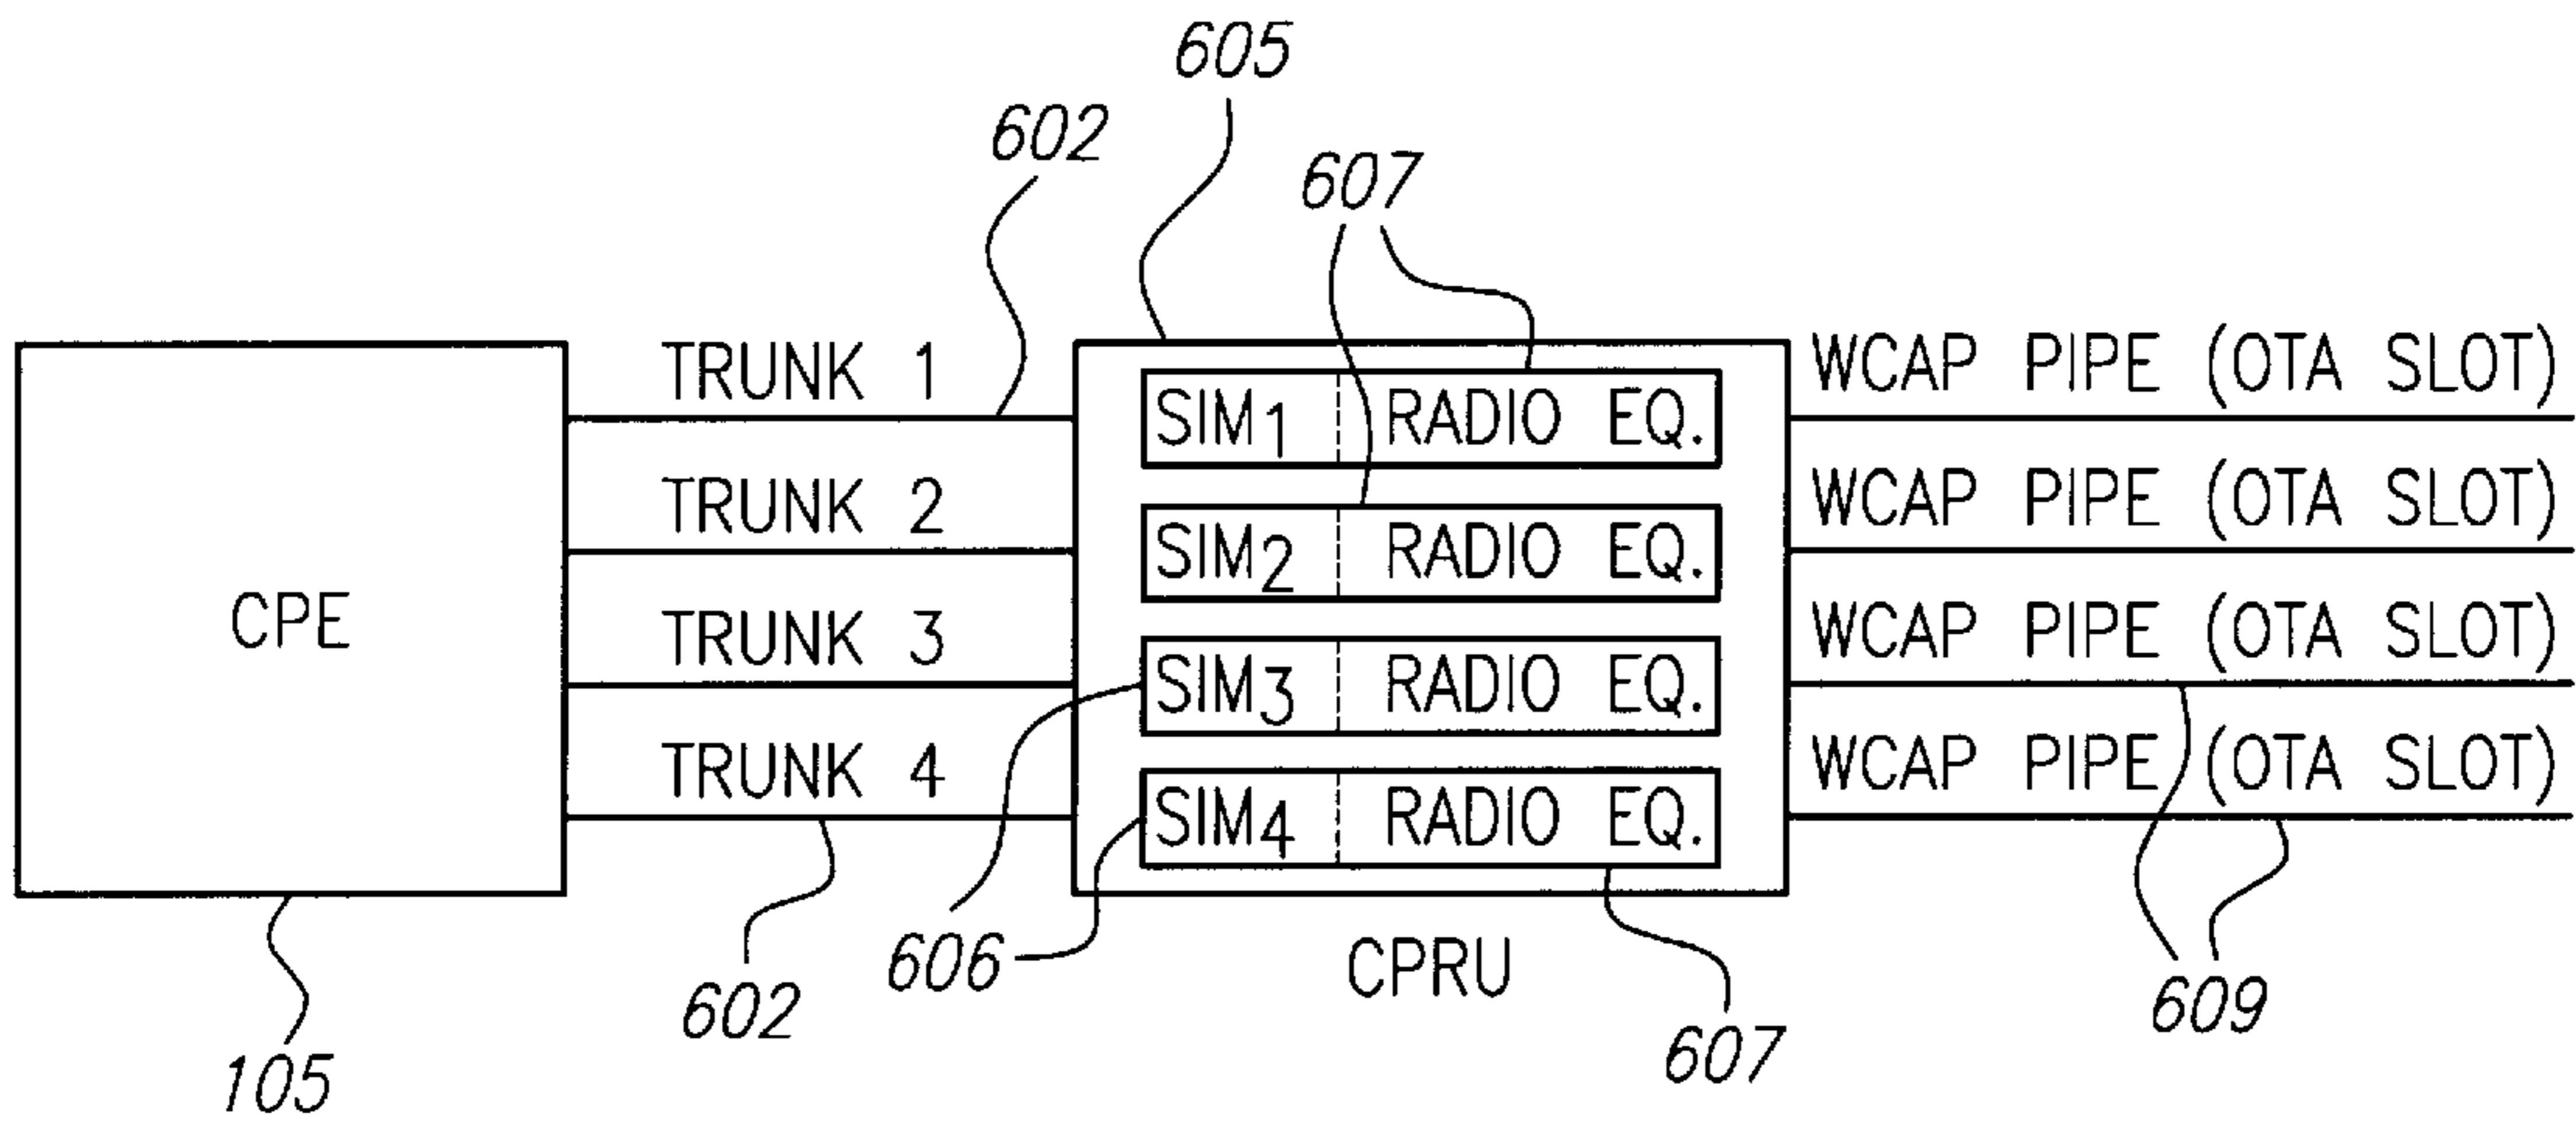 605
602
607
TRUNK 1
SIM1 RADIO EQ.
WCAP PIPE (OTA SLOT)
TRUNK 2
SIM2 RADIO EQ.
WCAP PIPE (OTA SLOT)
CPE
TRUNK 3
SIM3 RADIO EQ.
WCAP PIPE (OTA SLOT)
TRUNK 4
SIM4 RADIO EQ.
WCAP PIPE (OTA SLOT)
606
CPRU
602
609
607
105